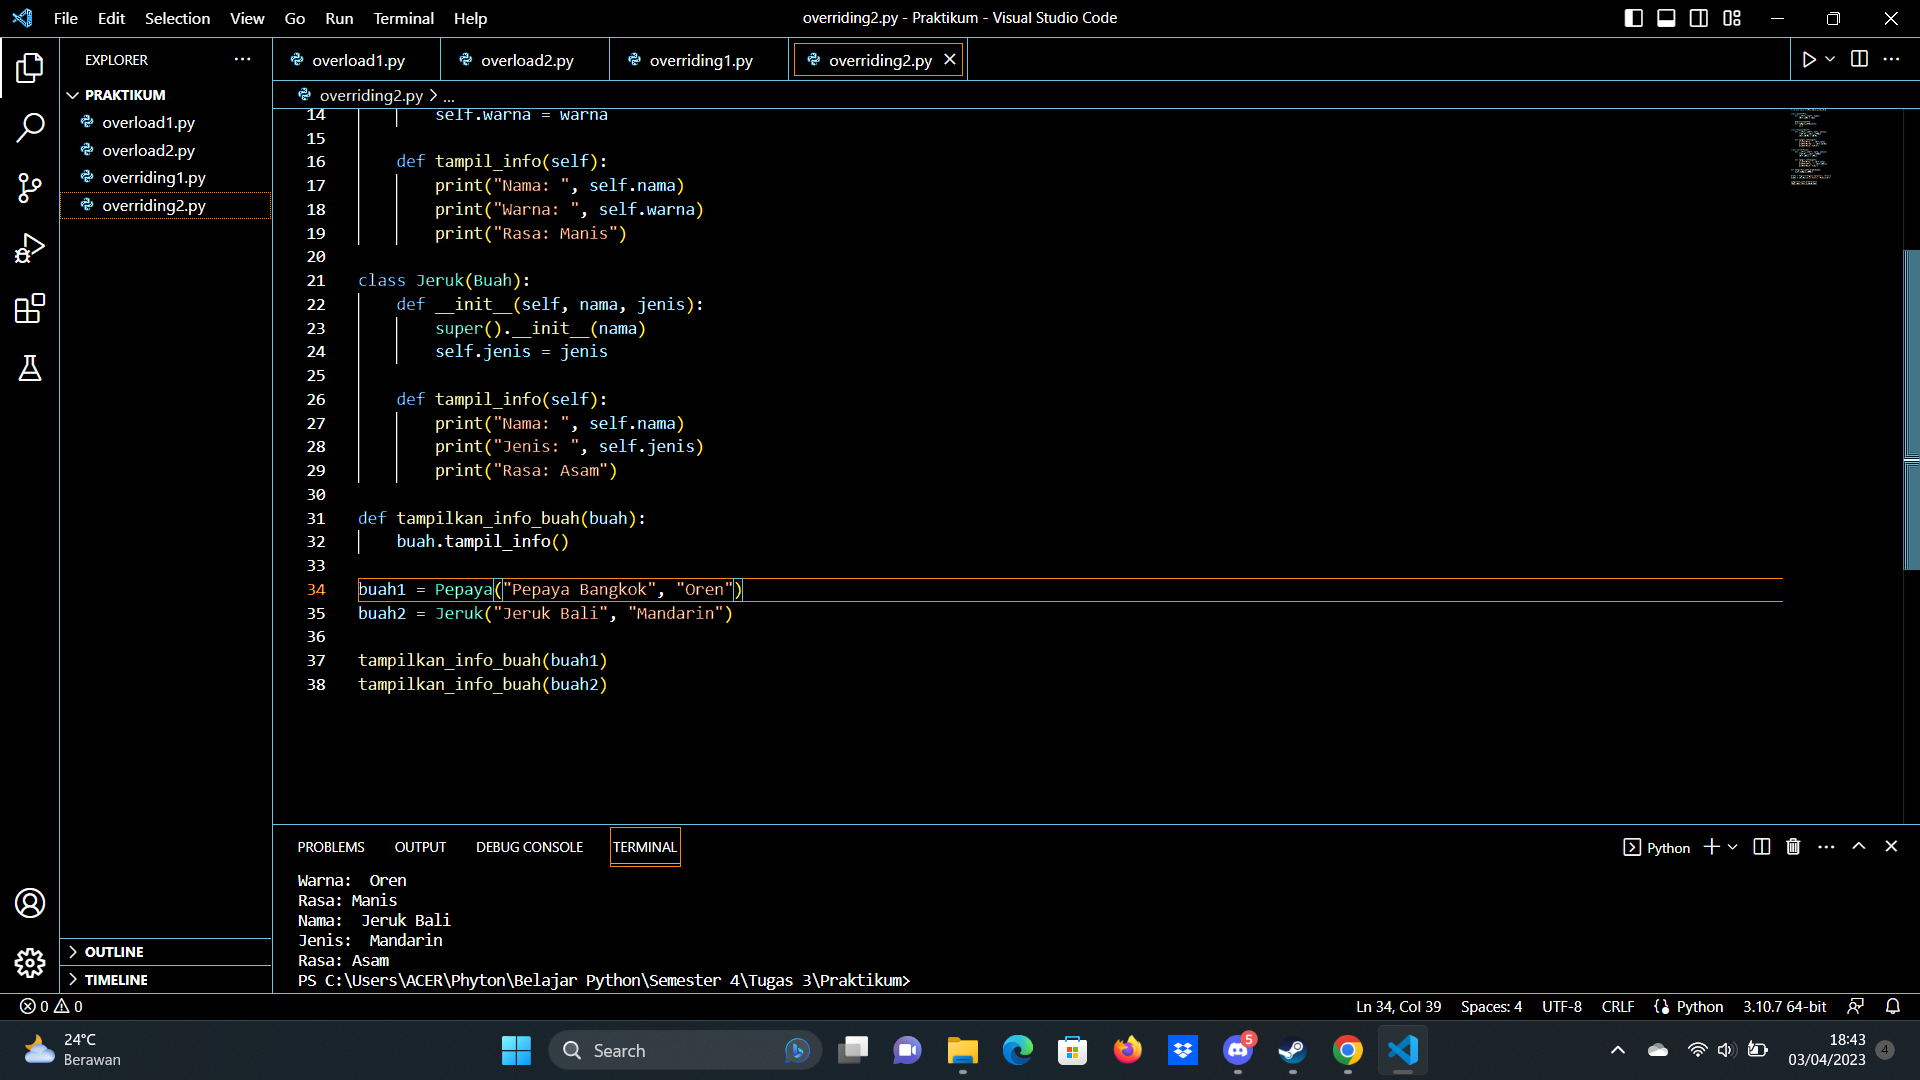 File Edit Selection View Go Run Terminal Help
overriding2.py - Praktikum - Visual Studio Code
EXPLORER
PRAKTIKUM
overload1.py
overload2.py
overriding1.py
overriding2.py
OUTLINE
TIMELINE
overload1.py overload2.py overriding1.py overriding2.py
overriding2.py > ...
14 self.warna = warna
15
16 def tampil_info(self):
17 print("Nama: ", self.nama)
18 print("Warna: ", self.warna)
19 print("Rasa: Manis")
20
21 class Jeruk(Buah):
22 def __init__(self, nama, jenis):
23 super().__init__(nama)
24 self.jenis = jenis
25
26 def tampil_info(self):
27 print("Nama: ", self.nama)
28 print("Jenis: ", self.jenis)
29 print("Rasa: Asam")
30
31 def tampilkan_info_buah(buah):
32 buah.tampil_info()
33
34 buah1 = Pepaya("Pepaya Bangkok", "Oren")
35 buah2 = Jeruk("Jeruk Bali", "Mandarin")
36
37 tampilkan_info_buah(buah1)
38 tampilkan_info_buah(buah2)
PROBLEMS OUTPUT DEBUG CONSOLE TERMINAL
Python
Warna:  Oren
Rasa: Manis
Nama:  Jeruk Bali
Jenis:  Mandarin
Rasa: Asam
PS C:\Users\ACER\Phyton\Belajar Python\Semester 4\Tugas 3\Praktikum>
0 0
Ln 34, Col 39 Spaces: 4 UTF-8 CRLF Python 3.10.7 64-bit
24°C
Berawan
Search
5
18:43
03/04/2023
4